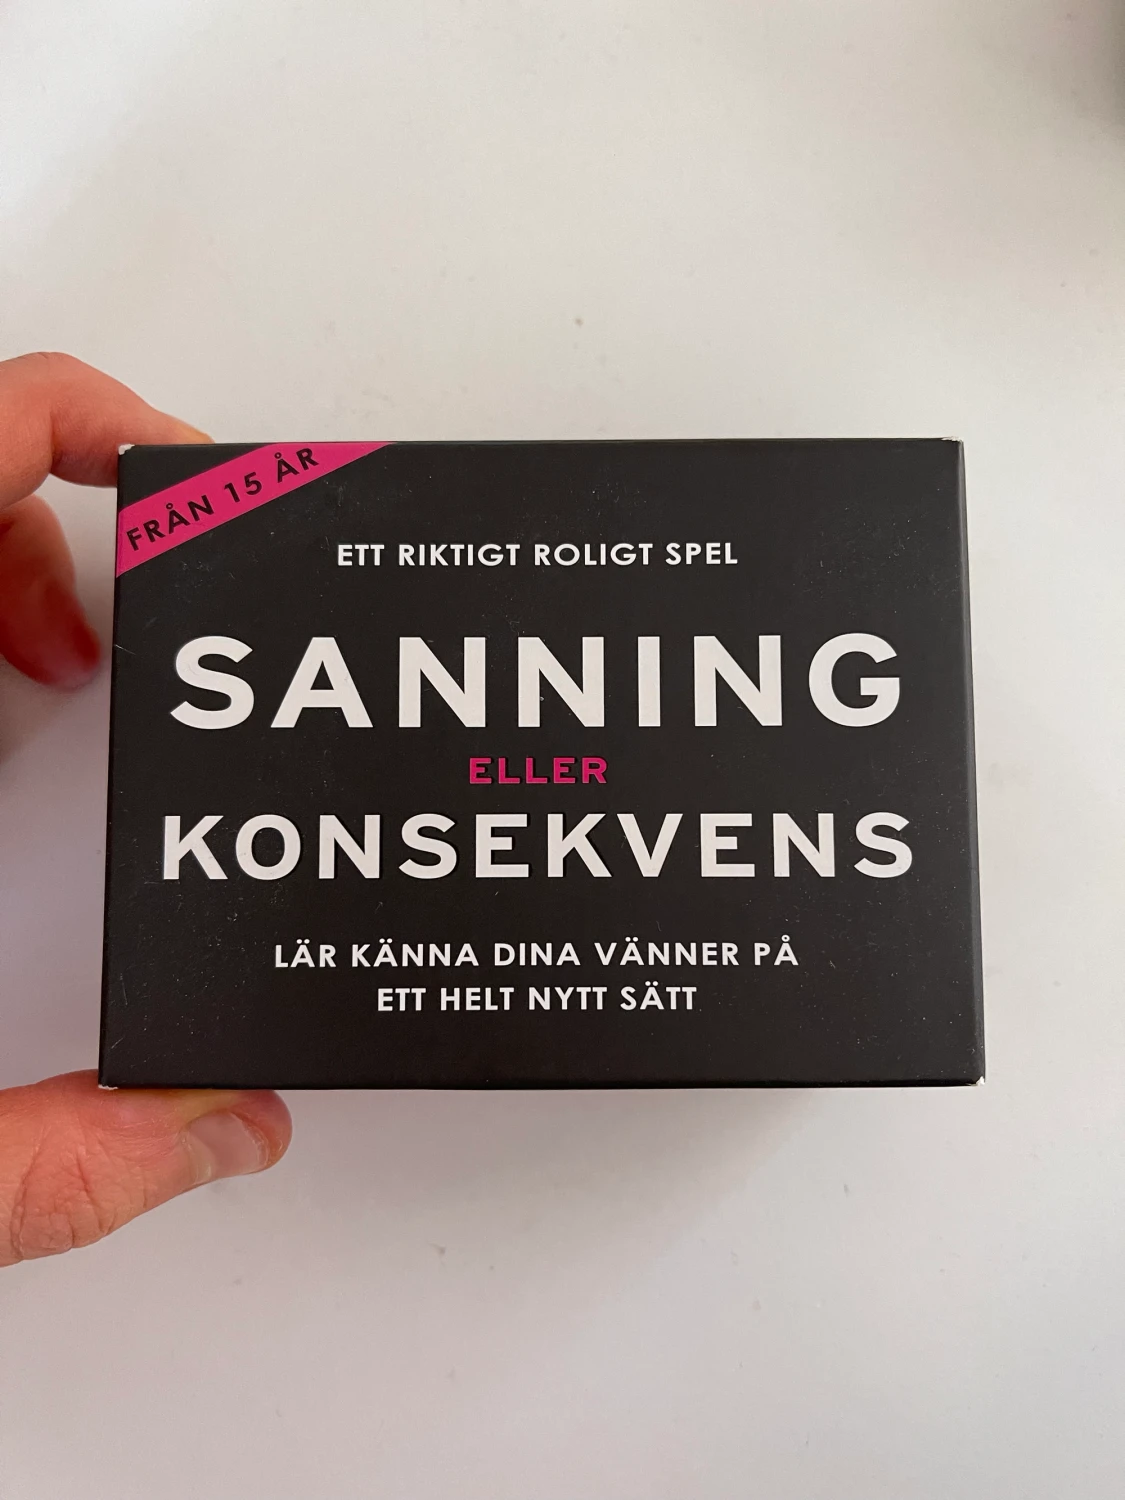 FRÅN 15 ÅR
ETT RIKTIGT ROLIGT SPEL
SANNING
ELLER
KONSEKVENS
LÄR KÄNNA DINA VÄNNER PÅ
ETT HELT NYTT SÄTT